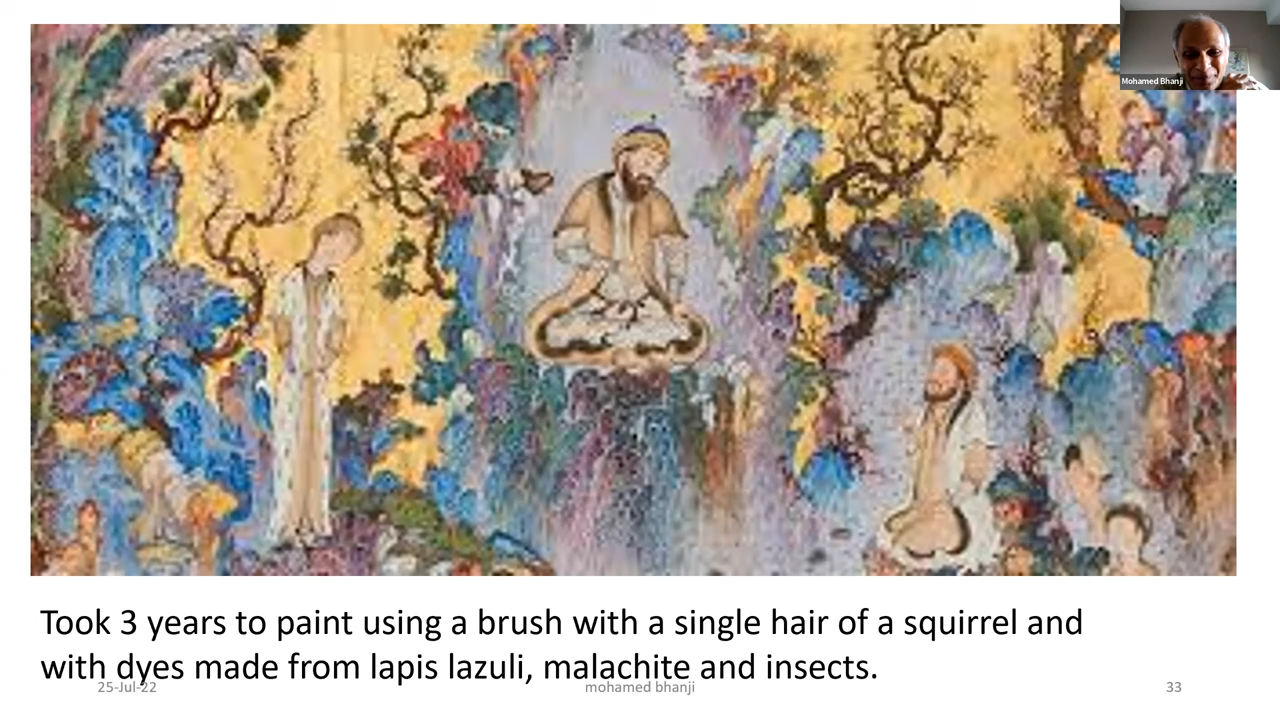 Mohamed Bhanji
Took 3 years to paint using a brush with a single hair of a squirrel and
with dyes made from lapis lazuli, malachite and insects.
25-Jul-22
mohamed bhanji
33